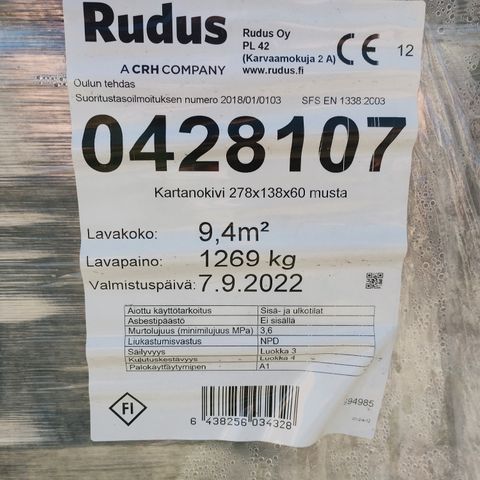 Rudus
A CRH COMPANY
Rudus Oy
PL 42
(Karvaamokuja 2 A)
www.rudus.fi
CE 12
Oulun tehdas
Suoritustasoilmoituksen numero 2018/01/0103 SFS EN 1338:2003
0428107
Kartanokivi 278x138x60 musta
Lavakoko: 9,4m²
Lavapaino: 1269 kg
Valmistuspäivä: 7.9.2022
Aiottu käyttötarkoitus Sisä- ja ulkotilat
Asbestipäästö Ei sisällä
Murtolujuus (minimilujuus MPa) 3,6
Liukastumisvastus NPD
Säilyvyys Luokka 3
Kulutuskestävyys Luokka 4
Palokäyttäytyminen A1
FI
6 438256 034328
94985